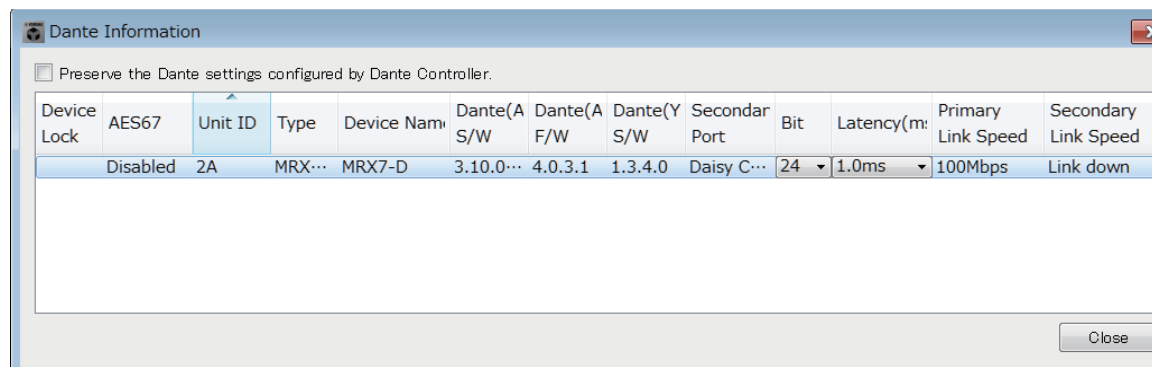 Dante Information
Preserve the Dante settings configured by Dante Controller.
Device Lock AES67 Unit ID Type Device Name Dante(A S/W Dante(A F/W Dante(Y S/W Secondar Port Bit Latency(m Primary Link Speed Secondary Link Speed
Disabled 2A MRX··· MRX7-D 3.10.0··· 4.0.3.1 1.3.4.0 Daisy C··· 24 1.0ms 100Mbps Link down
Close